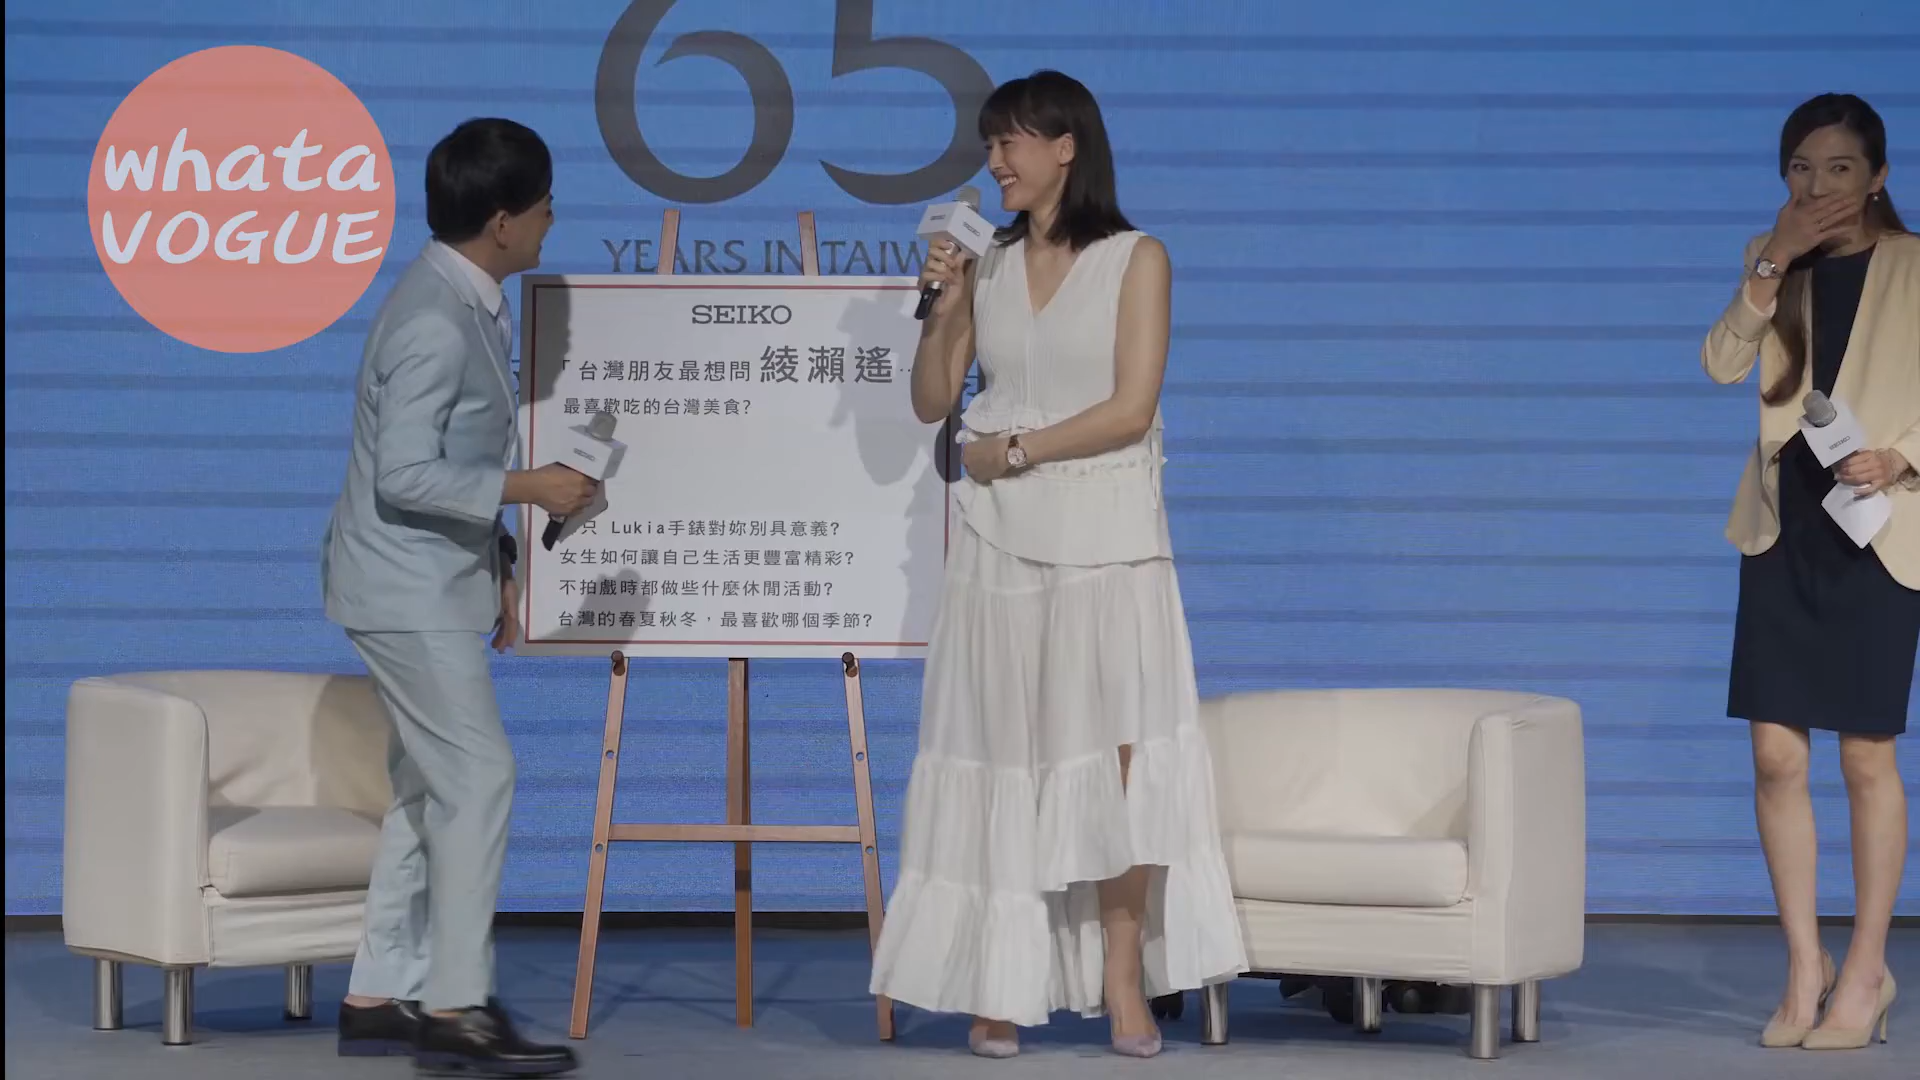 whata
VOGUE
65
YEARS IN TAIW
SEIKO
「台灣朋友最想問 綾瀨遙…
最喜歡吃的台灣美食?
只 Lukia手錶對妳別具意義?
女生如何讓自己生活更豐富精彩?
不拍戲時都做些什麼休閒活動?
台灣的春夏秋冬，最喜歡哪個季節?
SEIKO
SEIKO
SEIKO